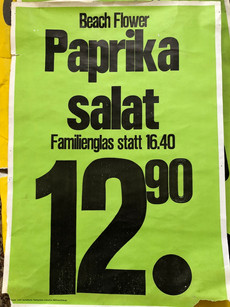 Beach Flower
Paprika
salat
Familienglas statt 16.40
12.90